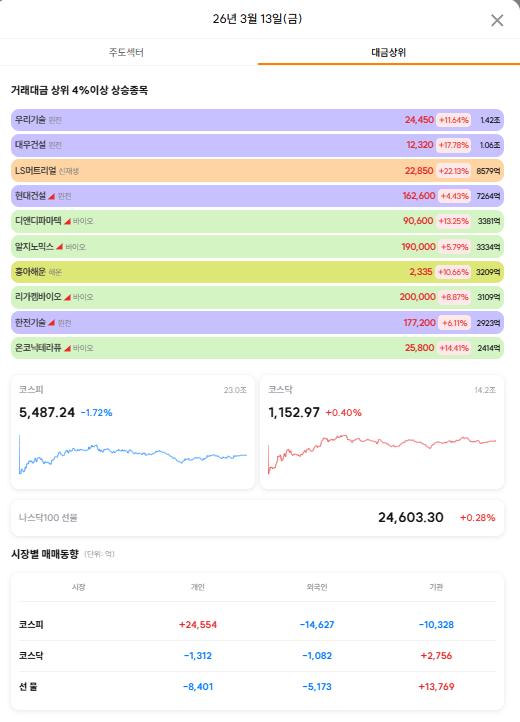 26년 3월 13일(금)
주도섹터 대금상위
거래대금 상위 4%이상 상승종목
우리기술 원전 24,450 +11.64% 1.42조
대우건설 원전 12,320 +17.78% 1.06조
LS머트리얼 신재생 22,850 +22.13% 8579억
현대건설 원전 162,600 +4.43% 7264억
디앤디파마텍 바이오 90,600 +13.25% 3381억
알지노믹스 바이오 190,000 +5.79% 3334억
흥아해운 해운 2,335 +10.66% 3209억
리가켐바이오 바이오 200,000 +8.87% 3109억
한전기술 원전 177,200 +6.11% 2923억
온코닉테라퓨 바이오 25,800 +14.41% 2414억
코스피 23.0조
5,487.24 -1.72%
코스닥 14.2조
1,152.97 +0.40%
나스닥100 선물 24,603.30 +0.28%
시장별 매매동향 (단위: 억)
시장 개인 외국인 기관
코스피 +24,554 -14,627 -10,328
코스닥 -1,312 -1,082 +2,756
선 물 -8,401 -5,173 +13,769